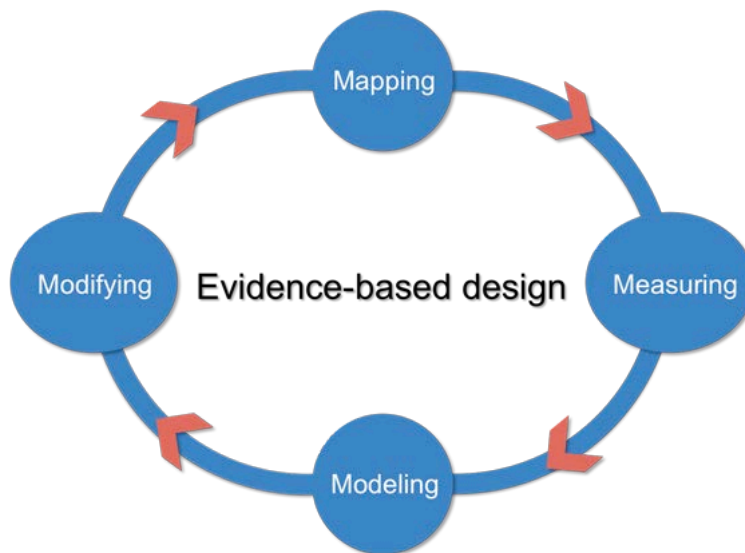 Mapping
Modifying
Evidence-based design
Measuring
Modeling